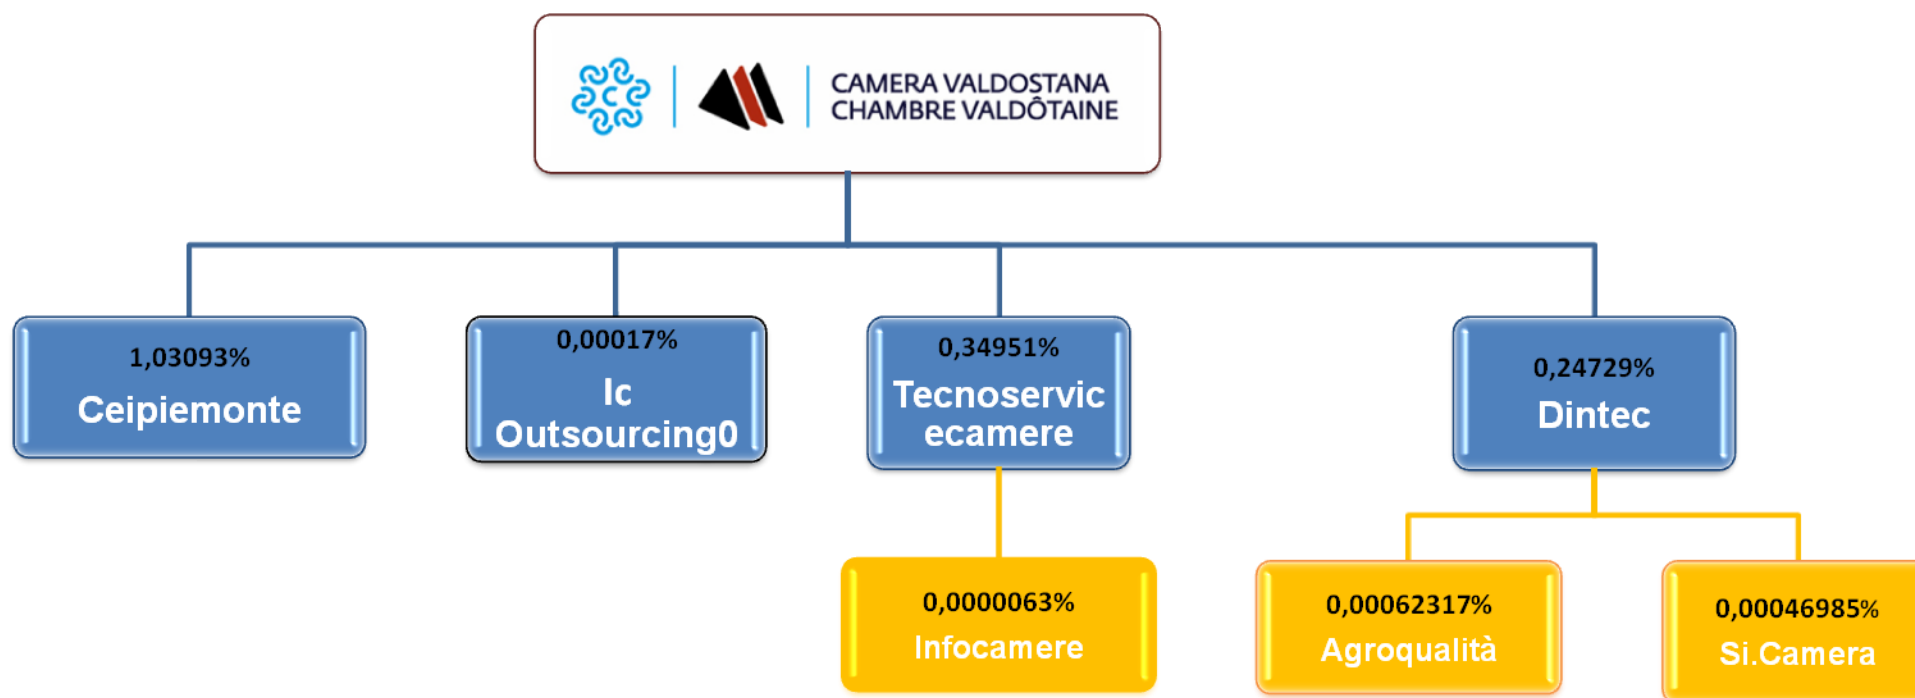 CAMERA VALDOSTANA
CHAMBRE VALDÔTAINE
1,03093%
Ceipiemonte
0,00017%
Ic
Outsourcing0
0,34951%
Tecnoservic
ecamere
0,24729%
Dintec
0,0000063%
Infocamere
0,00062317%
Agroqualità
0,00046985%
Si.Camera